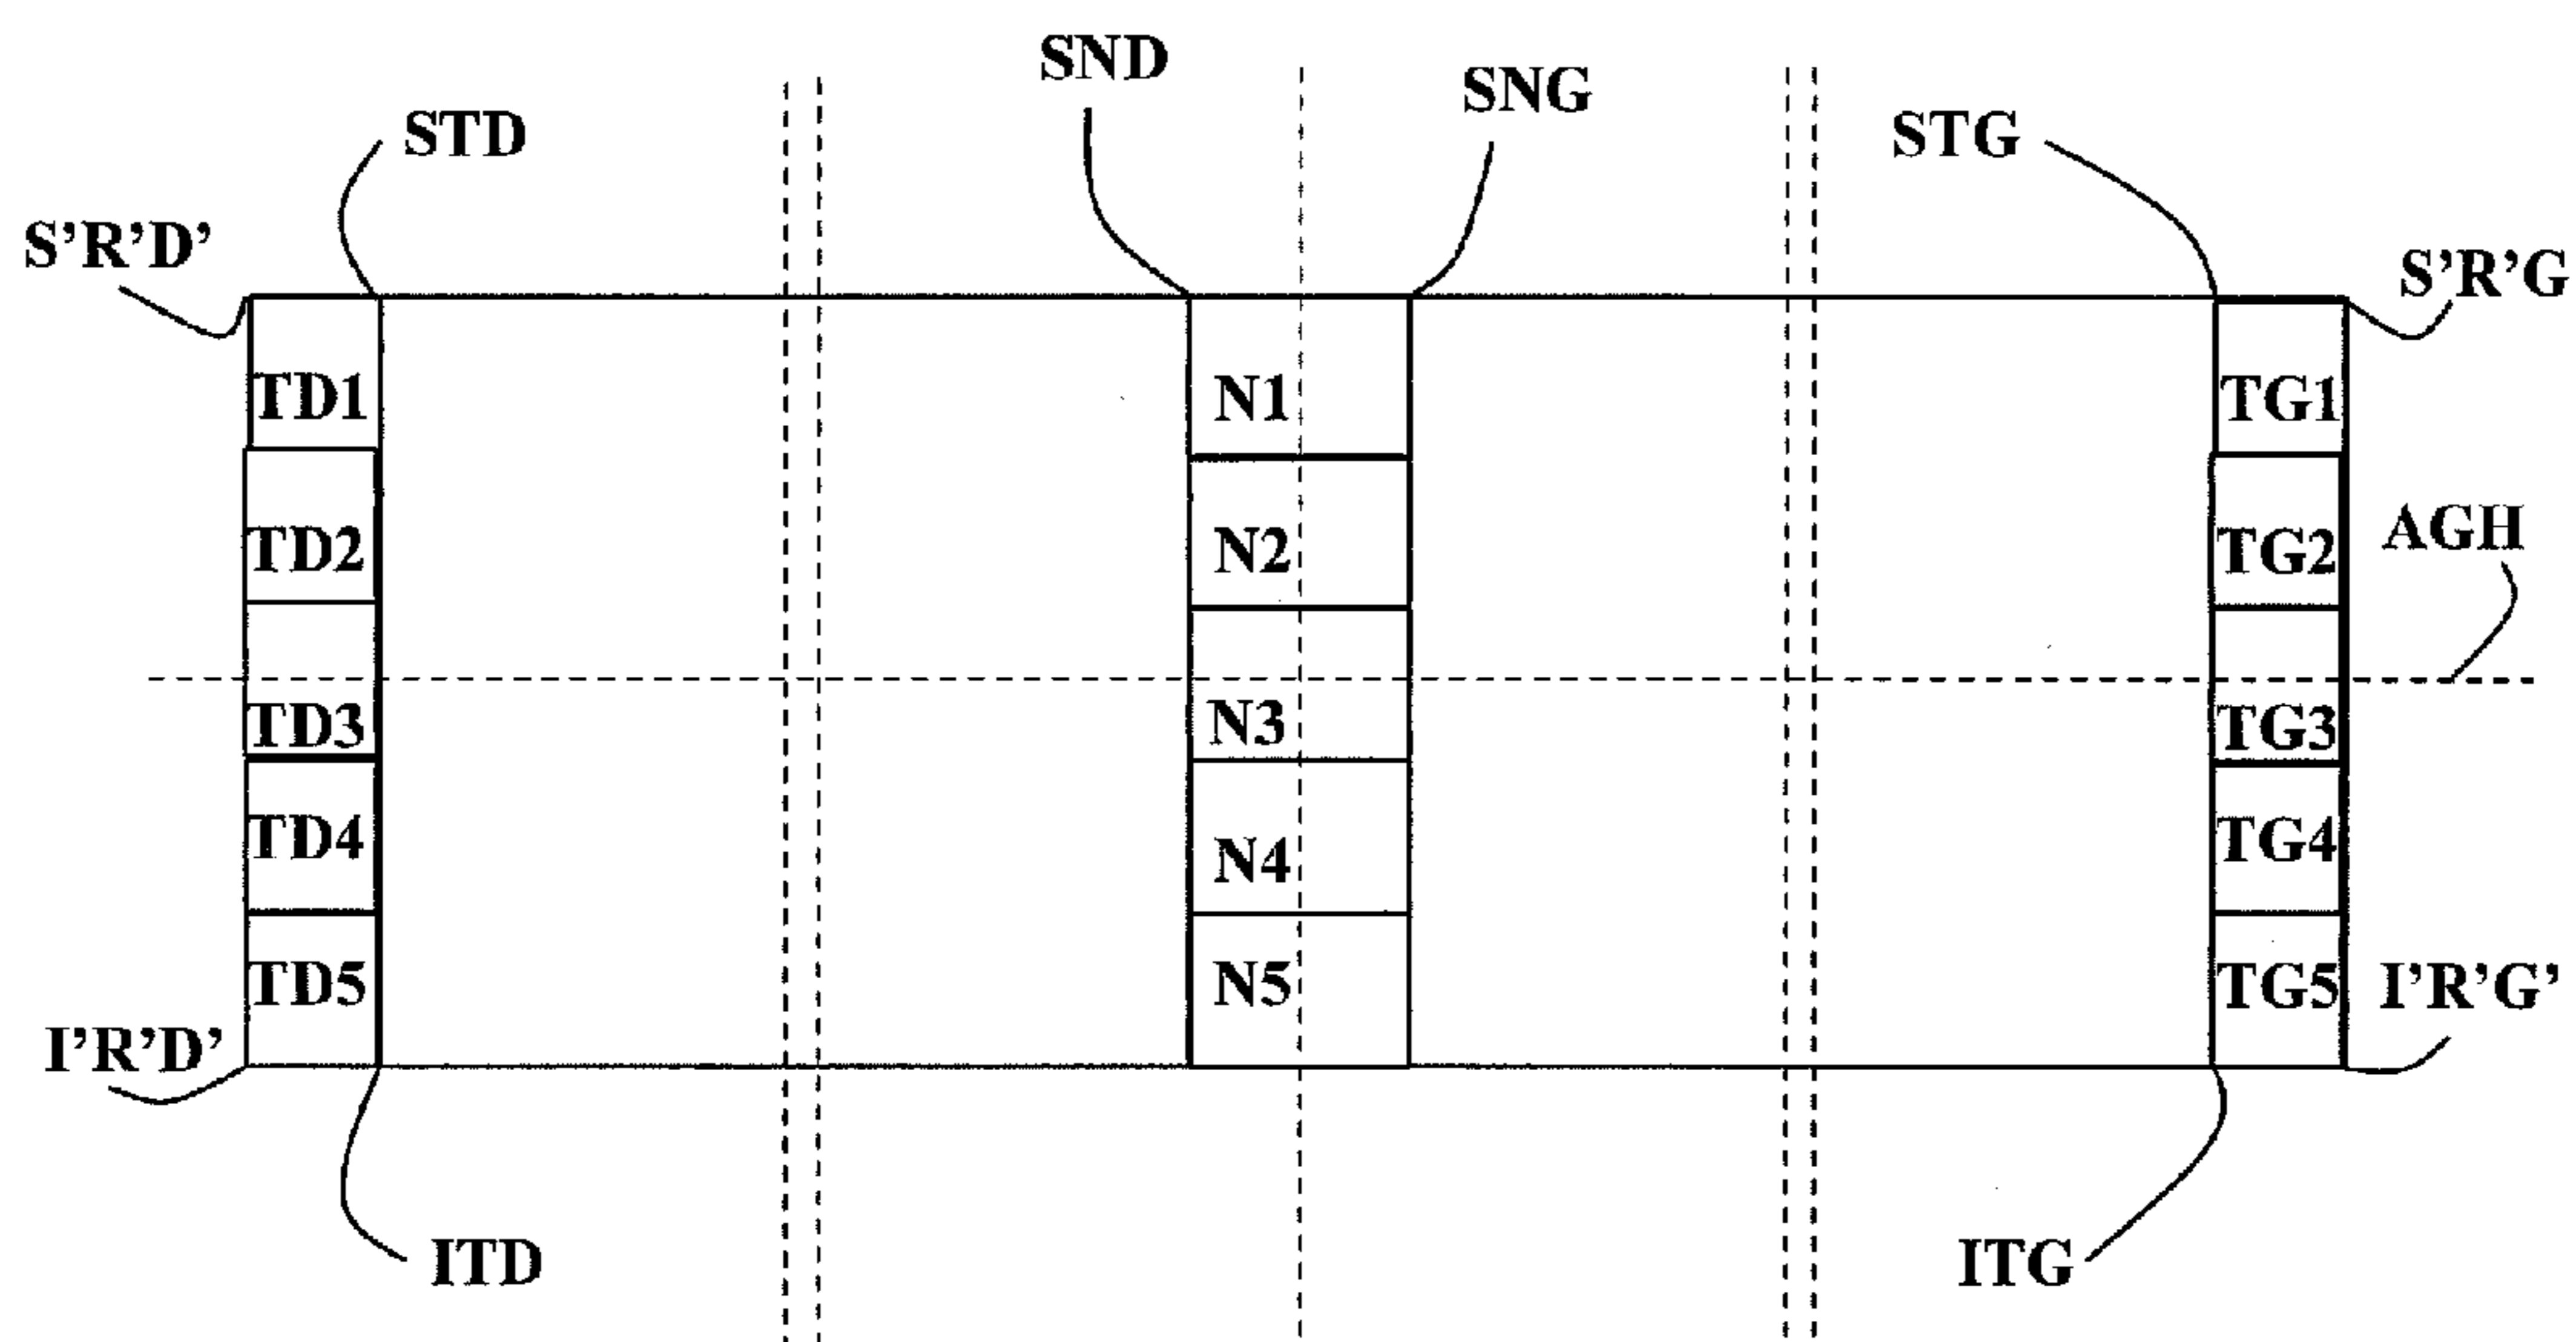 SND
SNG
STD
STG
S’R’D’
S’R’G
TD1
N1
TG1
TD2
N2
TG2
AGH
TD3
N3
TG3
TD4
N4
TG4
TD5
N5
TG5
I’R’G’
I’R’D’
ITD
ITG